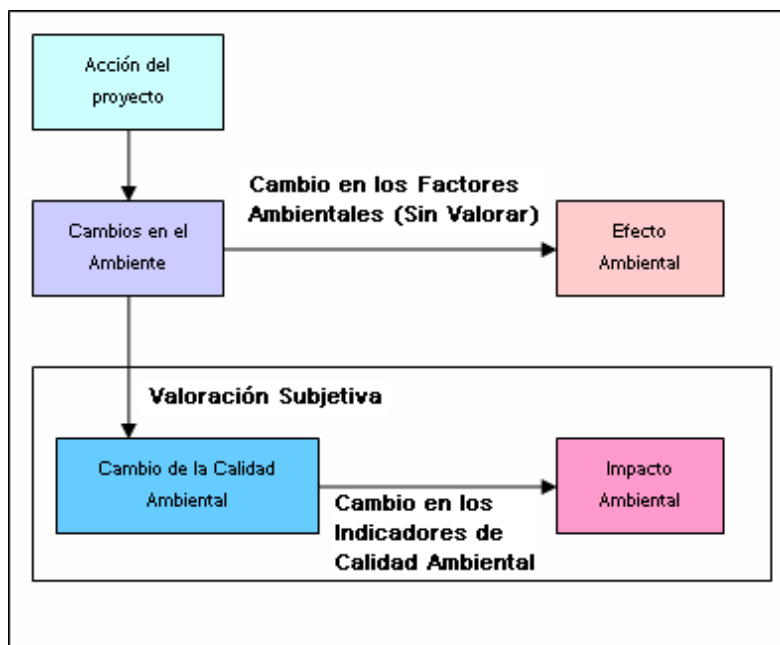 Acción del
proyecto
Cambio en los Factores
Ambientales (Sin Valorar)
Cambios en el
Ambiente
Efecto
Ambiental
Valoración Subjetiva
Cambio de la Calidad
Ambiental
Cambio en los
Indicadores de
Calidad Ambiental
Impacto
Ambiental